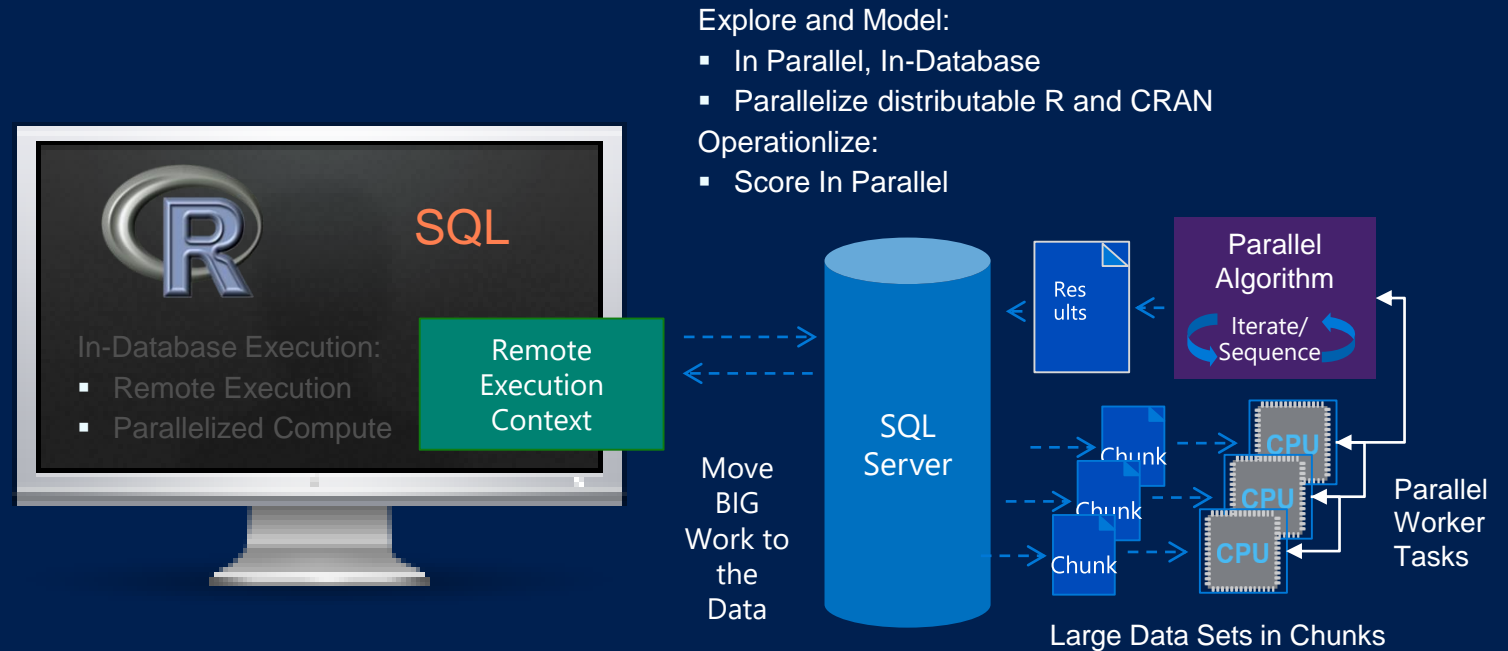 Explore and Model:
▪ In Parallel, In-Database
▪ Parallelize distributable R and CRAN
Operationlize:
▪ Score In Parallel
R
SQL
In-Database Execution:
▪ Remote Execution
▪ Parallelized Compute
Remote
Execution
Context
Move
BIG
Work to
the
Data
SQL
Server
Res
ults
Parallel
Algorithm
Iterate/
Sequence
Chunk
CPU
Chunk
CPU
Chunk
CPU
Parallel
Worker
Tasks
Large Data Sets in Chunks